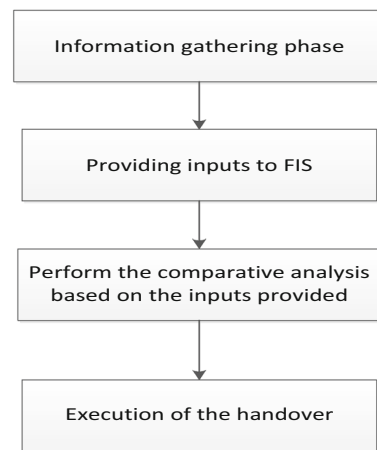 Information gathering phase
Providing inputs to FIS
Perform the comparative analysis
based on the inputs provided
Execution of the handover